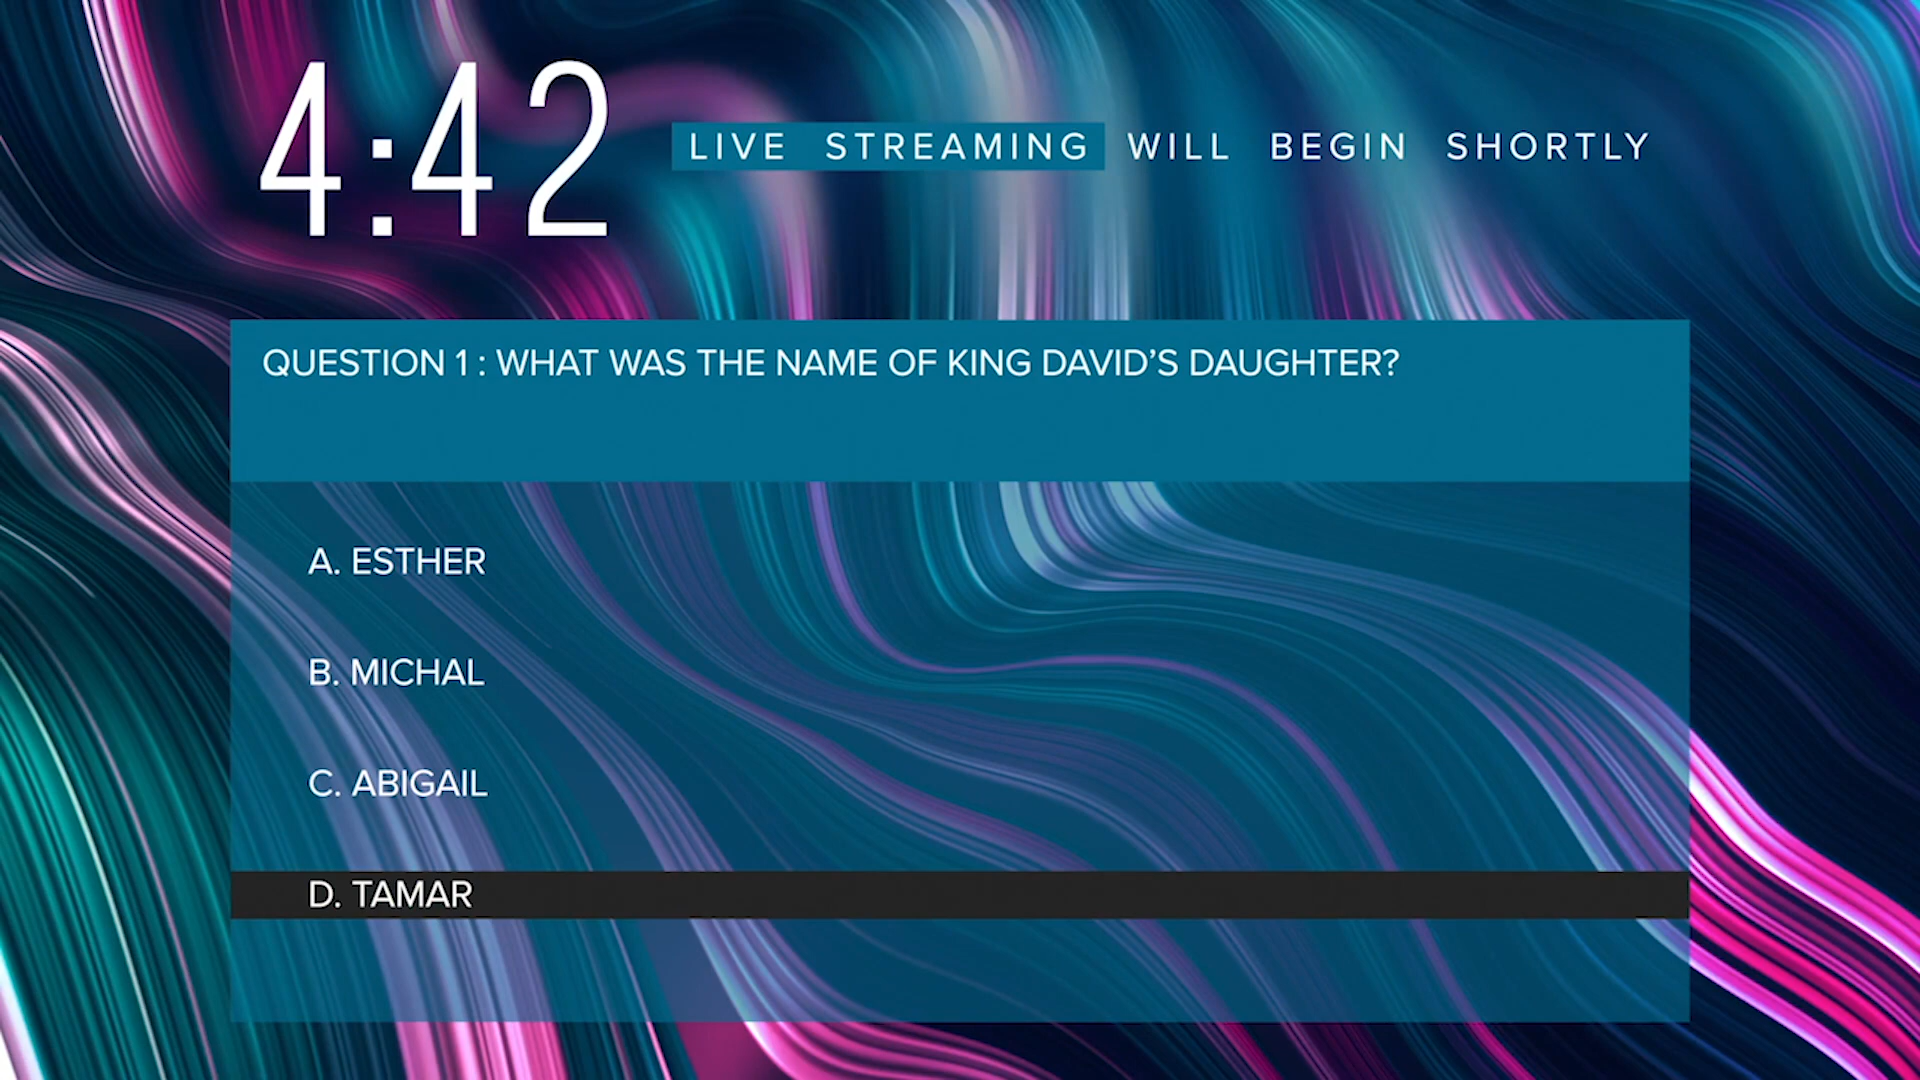 4:42
LIVE STREAMING WILL BEGIN SHORTLY
QUESTION 1 : WHAT WAS THE NAME OF KING DAVID’S DAUGHTER?
A. ESTHER
B. MICHAL
C. ABIGAIL
D. TAMAR